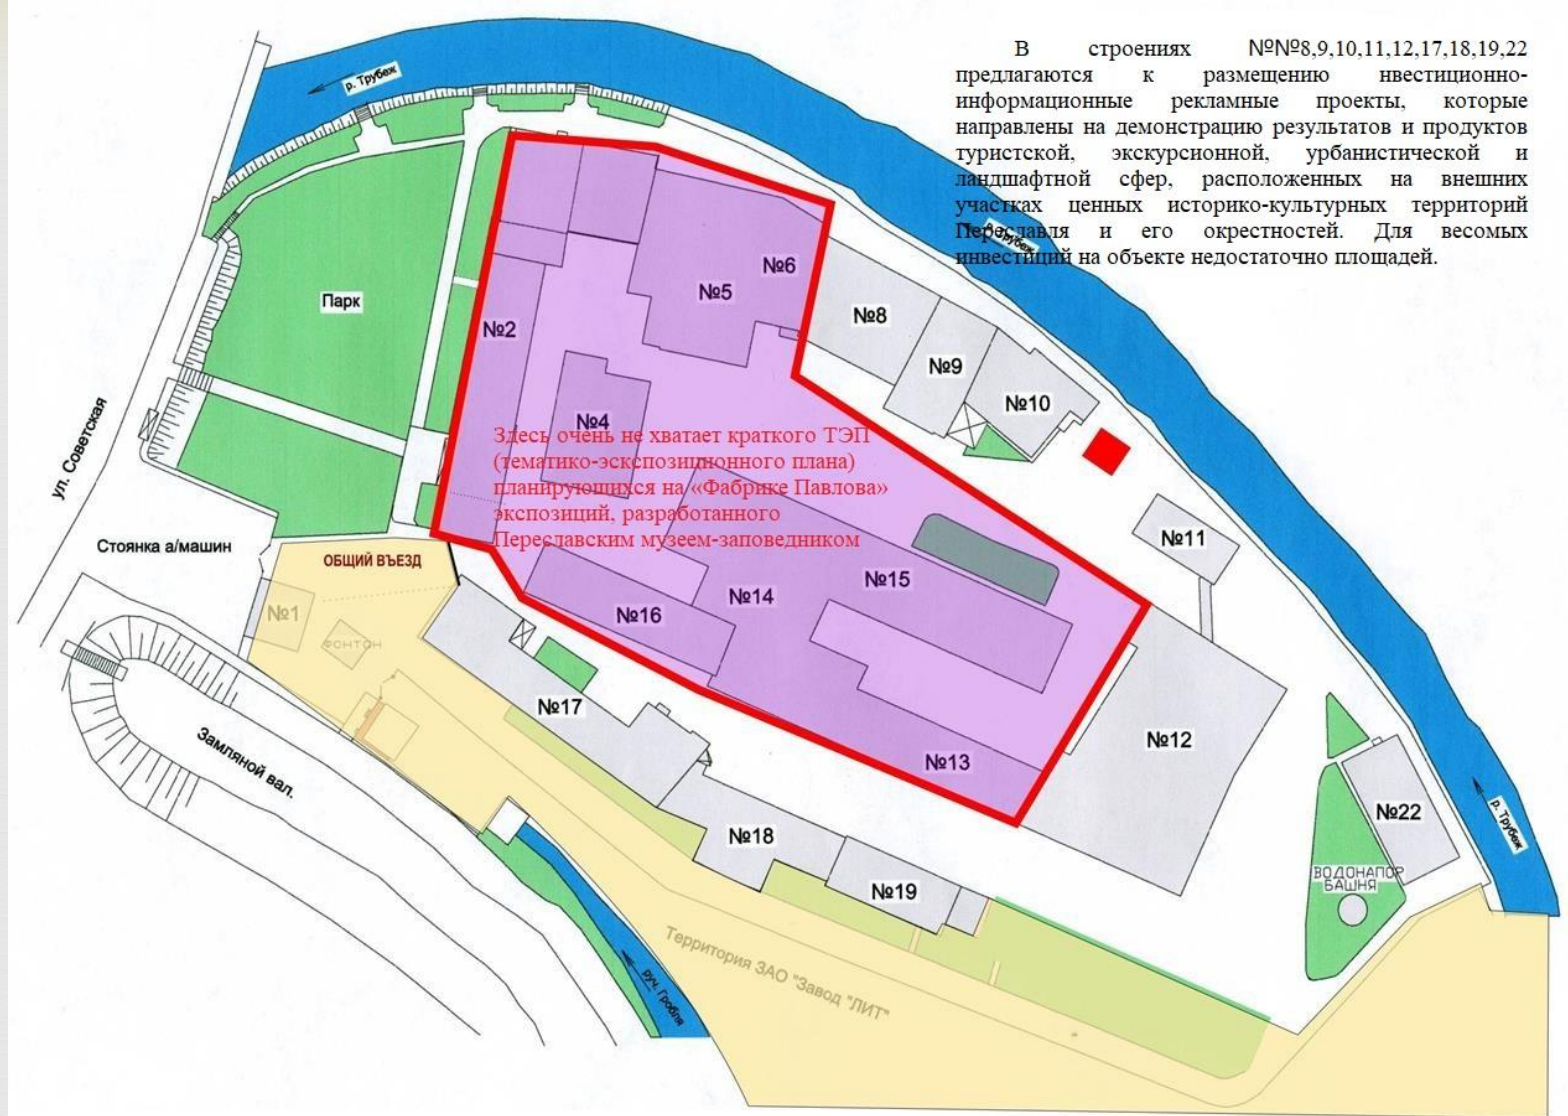 В строениях №№8,9,10,11,12,17,18,19,22
предлагаются к размещению нвестиционно-
информационные рекламные проекты, которые
направлены на демонстрацию результатов и продуктов
туристской, экскурсионной, урбанистической и
ландшафтной сфер, расположенных на внешних
участках ценных историко-культурных территорий
Переславля и его окрестностей. Для весомых
инвестиций на объекте недостаточно площадей.
р. Трубеж
р. Трубеж
№6
№5
Парк
№8
№2
№9
№10
№4
Здесь очень не хватает краткого ТЭП
(тематико-эскспозиционного плана)
планирующихся на «Фабрике Павлова»
экспозиций, разработанного
Переславским музеем-заповедником
ул. Советская
Стоянка а/машин
ОБЩИЙ ВЪЕЗД
№11
№15
№14
№16
№1
ФОНТОН
№17
№12
Замляной вал.
№13
№22
р. Трубеж
№18
ВОДОНАПОР
БАШНЯ
№19
Территория ЗАО "Завод "ЛИТ"
руч. Гробля